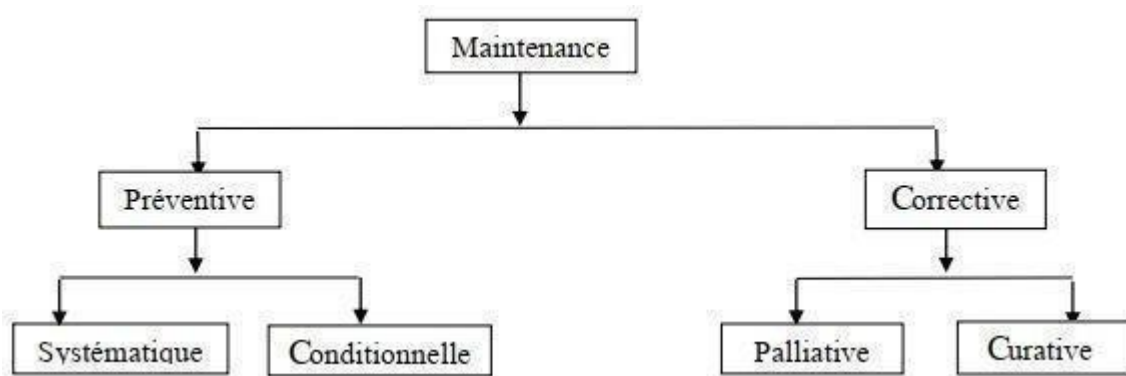 Maintenance
Préventive
Corrective
Systématique
Conditionnelle
Palliative
Curative